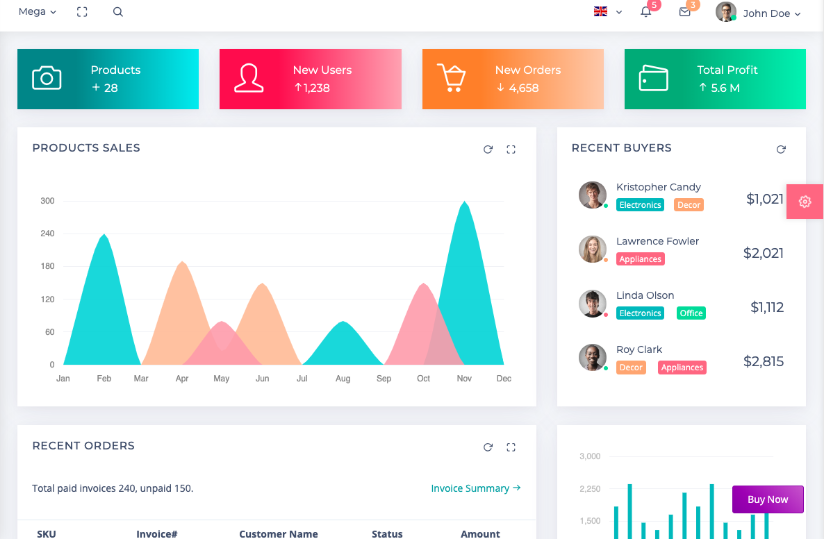 Mega
5
3
John Doe
Products
+ 28
New Users
↑1,238
New Orders
↓ 4,658
Total Profit
↑ 5.6 M
PRODUCTS SALES
300
240
180
120
60
0
Jan Feb Mar Apr May Jun Jul Aug Sep Oct Nov Dec
RECENT BUYERS
Kristopher Candy
Electronics Decor
$1,021
Lawrence Fowler
Appliances
$2,021
Linda Olson
Electronics Office
$1,112
Roy Clark
Decor Appliances
$2,815
RECENT ORDERS
Total paid invoices 240, unpaid 150.
Invoice Summary →
SKU Invoice# Customer Name Status Amount
3,000
2,250
1,500
Buy Now